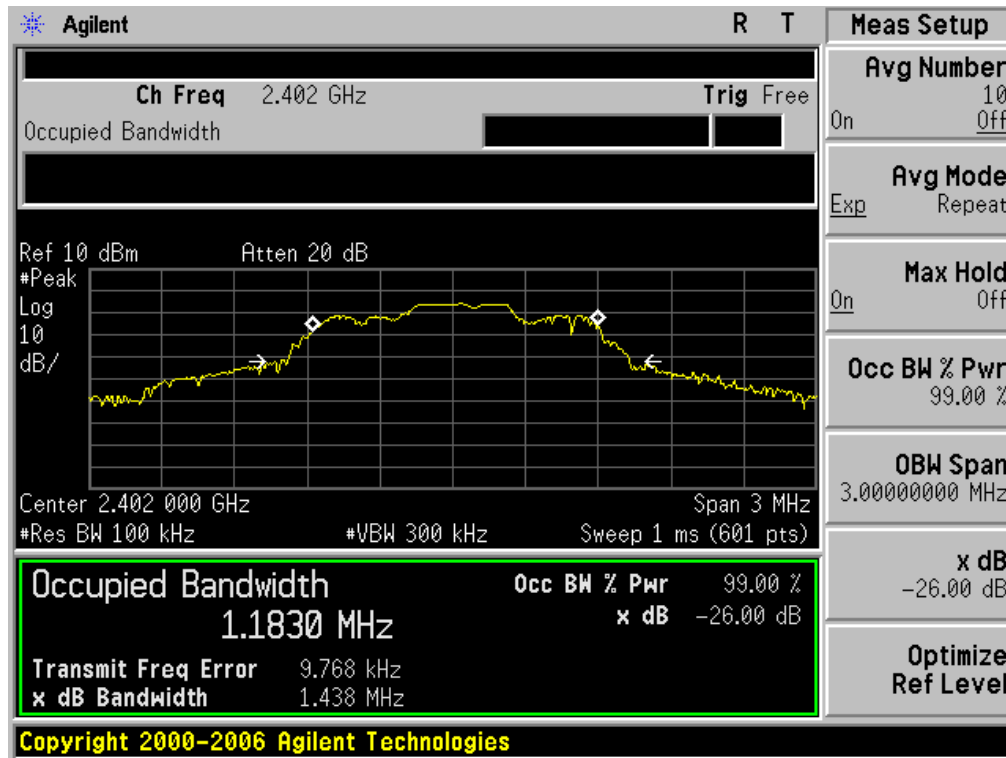 Agilent R T
Ch Freq 2.402 GHz Trig Free
Occupied Bandwidth
Ref 10 dBm Atten 20 dB
#Peak
Log
10
dB/
Center 2.402 000 GHz Span 3 MHz
#Res BW 100 kHz #VBW 300 kHz Sweep 1 ms (601 pts)
Occupied Bandwidth Occ BW % Pwr 99.00 %
1.1830 MHz x dB -26.00 dB
Transmit Freq Error 9.768 kHz
x dB Bandwidth 1.438 MHz
Copyright 2000-2006 Agilent Technologies
Meas Setup
Avg Number
10
On Off
Avg Mode
Exp Repeat
Max Hold
On Off
Occ BW % Pwr
99.00 %
OBW Span
3.00000000 MHz
x dB
-26.00 dB
Optimize
Ref Level